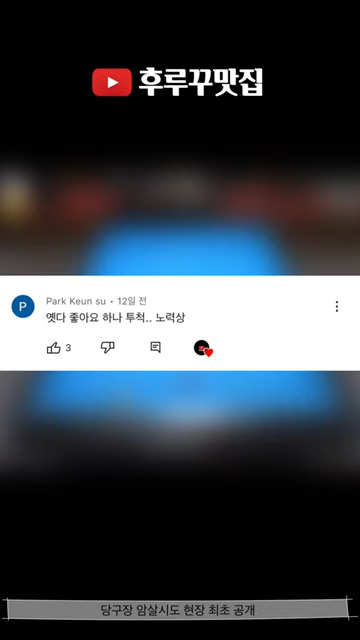 후루꾸맛집
P
Park Keun su • 12일 전
옛다 좋아요 하나 투척.. 노력상
3
당구장 암살시도 현장 최초 공개